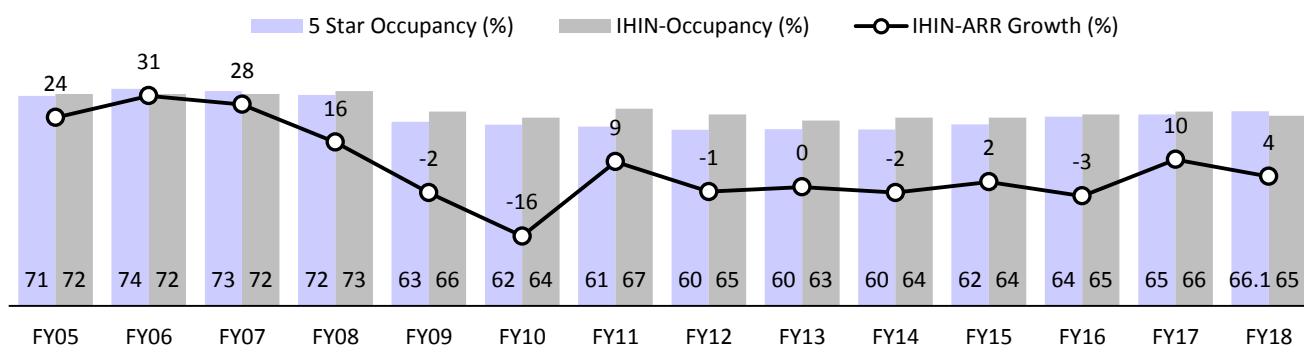 5 Star Occupancy (%) IHIN-Occupancy (%) IHIN-ARR Growth (%)
24 31 28 16 -2 -16 9 -1 0 -2 2 -3 10 4
71 72 74 72 73 72 72 73 63 66 62 64 61 67 60 65 60 63 60 64 62 64 64 65 65 66 66.1 65
FY05 FY06 FY07 FY08 FY09 FY10 FY11 FY12 FY13 FY14 FY15 FY16 FY17 FY18